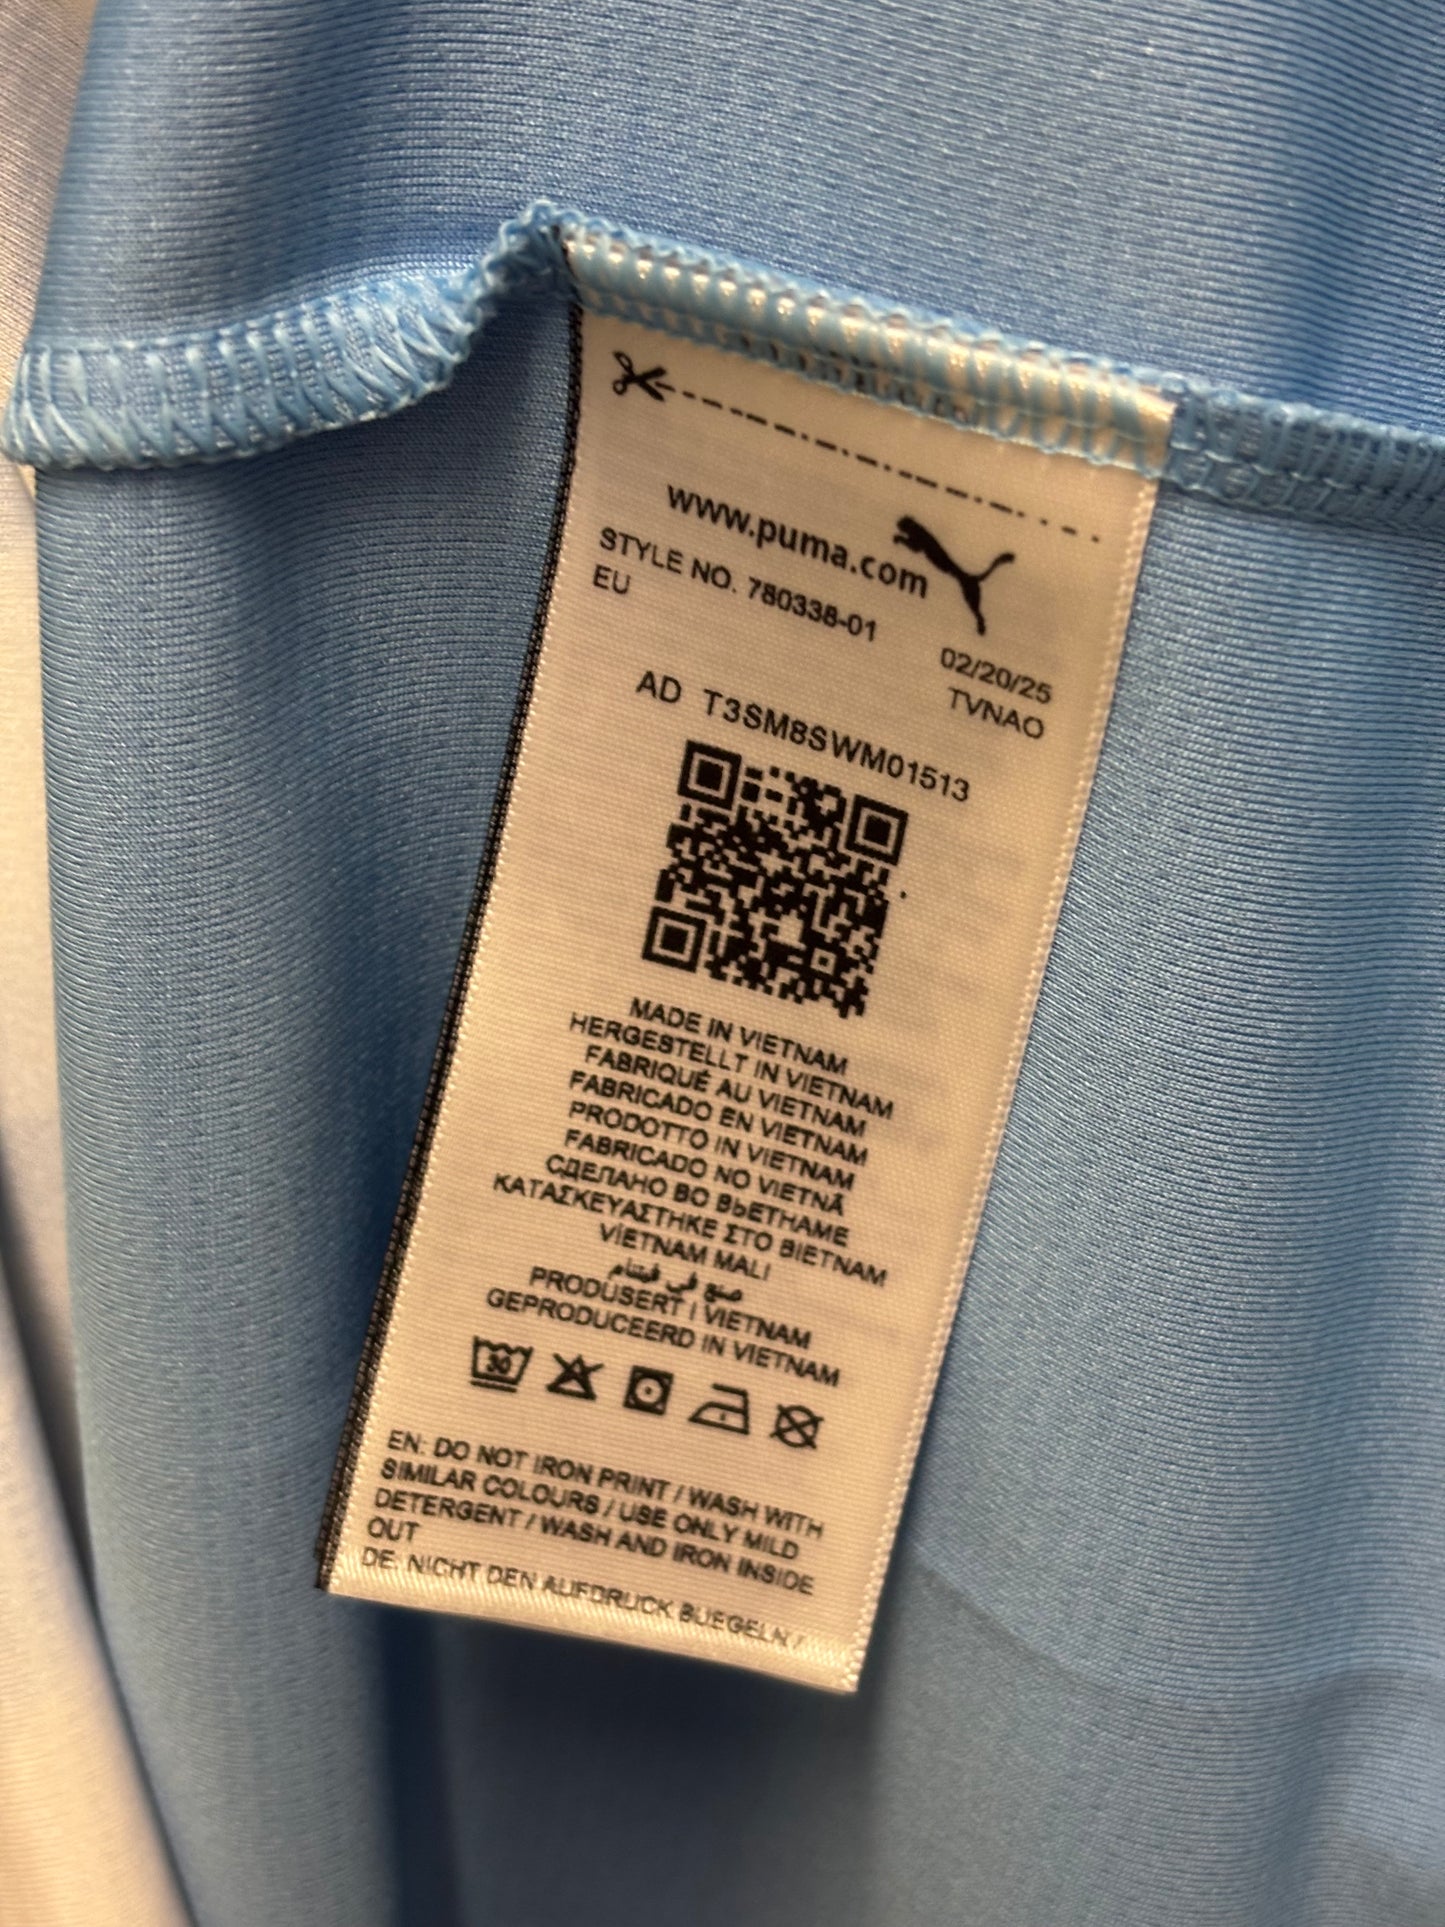 www.puma.com
STYLE NO. 780338-01
EU
02/20/25
TVNAO
AD T3SM8SWM01513
MADE IN VIETNAM
HERGESTELLT IN VIETNAM
FABRIQUÉ AU VIETNAM
FABRICADO EN VIETNAM
PRODOTTO IN VIETNAM
FABRICADO NO VIETNÃ
СДЕЛАНО ВО ВЬЕТНАМЕ
ΚΑΤΑΣΚΕΥΑΣΤΗΚΕ ΣΤΟ ΒΙΕΤΝΑΜ
VİETNAM MALI
صنع في فيتنام
PRODUSERT I VIETNAM
GEPRODUCEERD IN VIETNAM
30
EN: DO NOT IRON PRINT / WASH WITH
SIMILAR COLOURS / USE ONLY MILD
DETERGENT / WASH AND IRON INSIDE
OUT
DE: NICHT DEN AUFDRUCK BUEGELN /